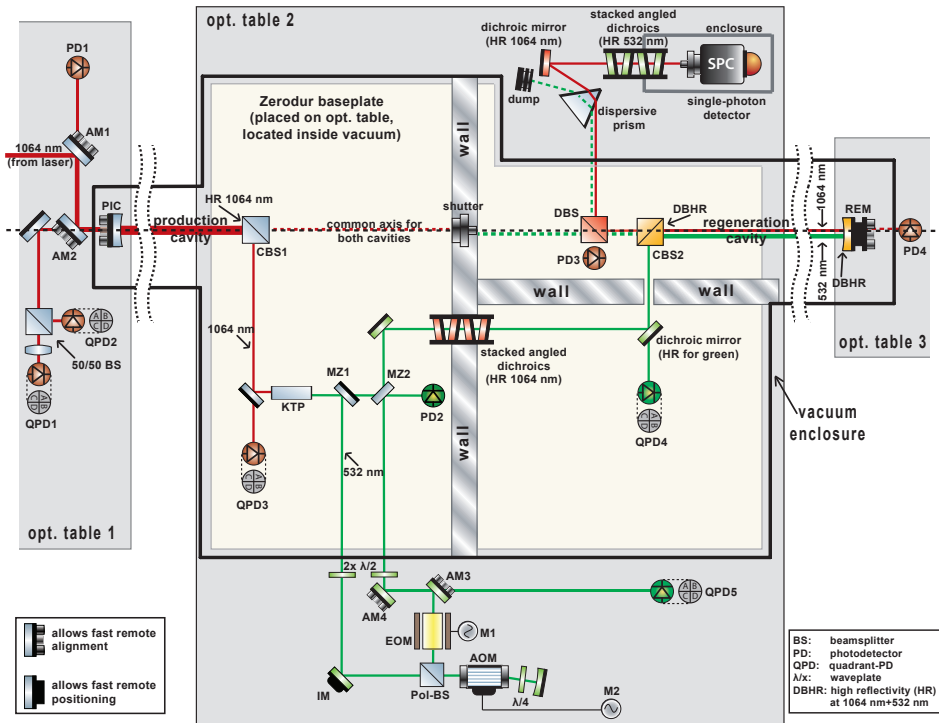 opt. table 2
dichroic mirror
(HR 1064 nm)
stacked angled
dichroics
(HR 532 nm)
enclosure
SPC
single-photon
detector
dump
dispersive
prism
PD1
AM1
1064 nm
(from laser)
PIC
AM2
production
cavity
Zerodur baseplate
(placed on opt. table,
located inside vacuum)
wall
HR 1064 nm
CBS1
common axis for
both cavities
shutter
DBS
PD3
DBHR
CBS2
regeneration
cavity
1064 nm
532 nm
REM
DBHR
PD4
opt. table 3
wall
wall
A B
C D
QPD2
50/50 BS
A B
C D
QPD1
opt. table 1
1064 nm
KTP
MZ1
MZ2
PD2
stacked angled
dichroics
(HR 1064 nm)
dichroic mirror
(HR for green)
A B
C D
QPD4
vacuum
enclosure
wall
532 nm
A B
C D
QPD3
2x λ/2
AM3
AM4
A B
C D
QPD5
EOM
M1
AOM
IM
Pol-BS
λ/4
M2
allows fast remote
alignment
allows fast remote
positioning
BS: beamsplitter
PD: photodetector
QPD: quadrant-PD
λ/x: waveplate
DBHR: high reflectivity (HR)
at 1064 nm+532 nm